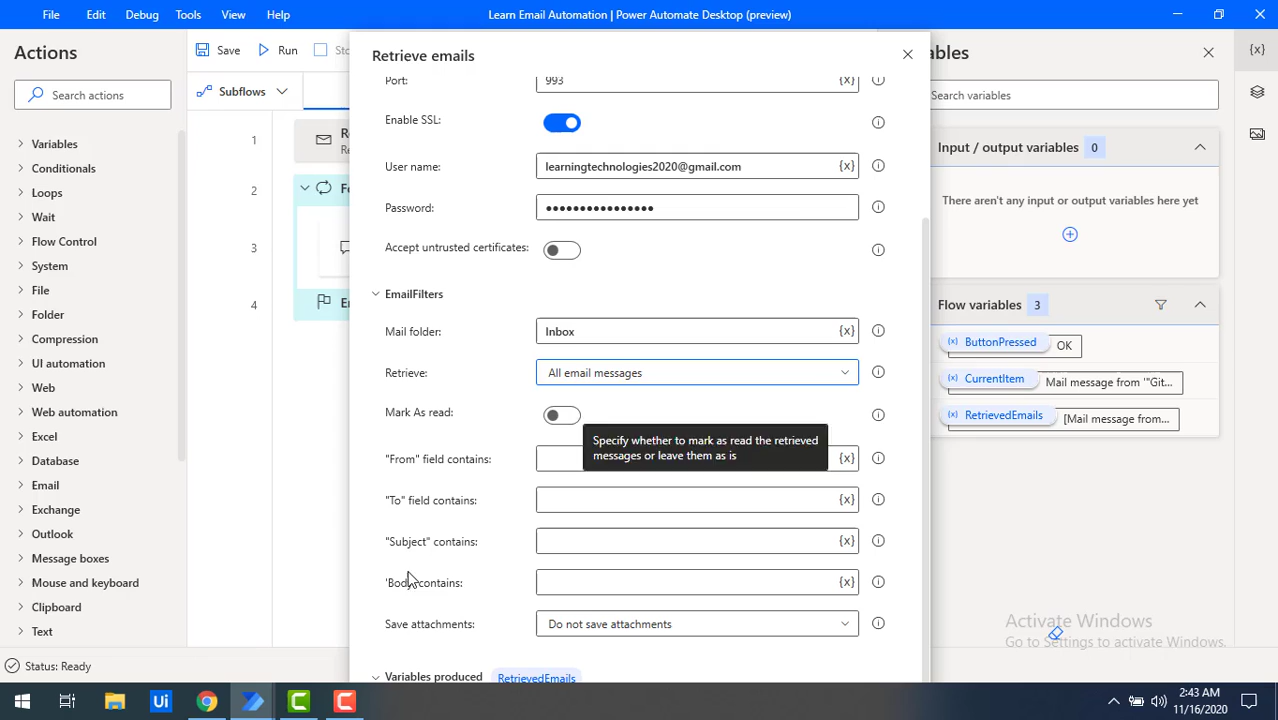 File Edit Debug Tools View Help Learn Email Automation | Power Automate Desktop (preview)
Actions
Search actions
Variables
Conditionals
Loops
Wait
Flow Control
System
File
Folder
Compression
UI automation
Web
Web automation
Excel
Database
Email
Exchange
Outlook
Message boxes
Mouse and keyboard
Clipboard
Text
Status: Ready
Save Run
Subflows
1
2
3
4
Retrieve emails
Port: 993 {x}
Enable SSL:
User name: learningtechnologies2020@gmail.com {x}
Password: ••••••••••••••••
Accept untrusted certificates:
EmailFilters
Mail folder: Inbox {x}
Retrieve: All email messages
Mark As read:
Specify whether to mark as read the retrieved
messages or leave them as is
"From" field contains: {x}
"To" field contains: {x}
"Subject" contains: {x}
'Body' contains: {x}
Save attachments: Do not save attachments
Variables produced RetrievedEmails
{x}
Search variables
Input / output variables 0
There aren't any input or output variables here yet
Flow variables 3
(x) ButtonPressed OK
(x) CurrentItem Mail message from '"Git...
(x) RetrievedEmails [Mail message from...
Activate Windows
Go to Settings to activate Windows.
Ui
2:43 AM
11/16/2020